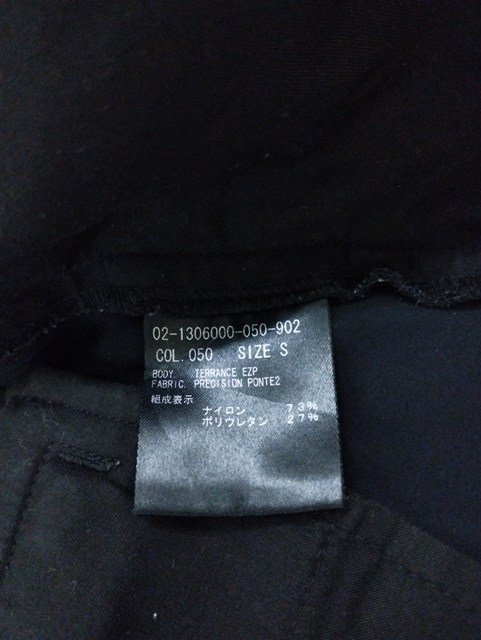 02-1306000-050-902
COL. 050 SIZE S
BODY TERRANCE EZP
FABRIC. PRECISION PONTE2
組成表示
ナイロン 73%
ポリウレタン 27%